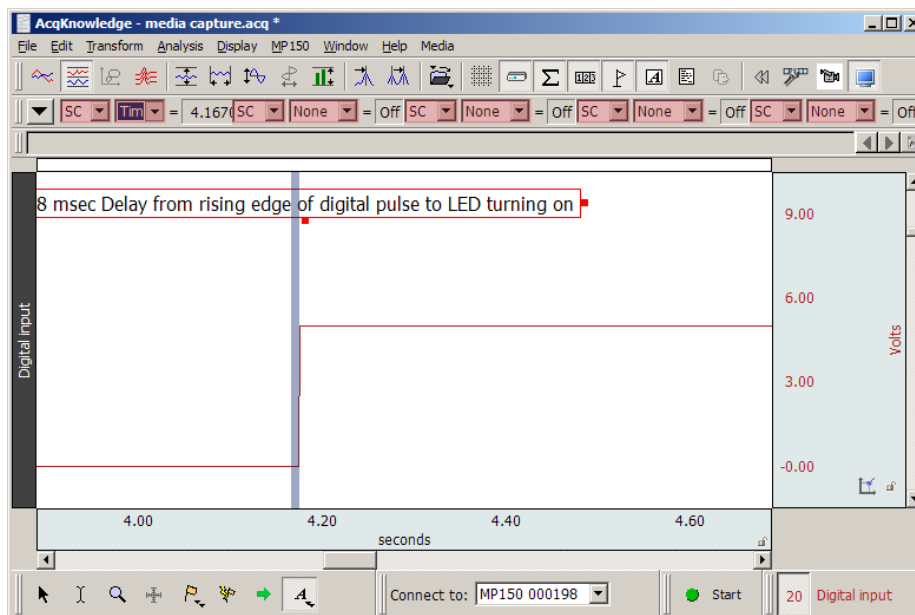 AcqKnowledge - media capture.acq *
File Edit Transform Analysis Display MP150 Window Help Media
SC Tim = 4.1670 SC None = Off SC None = Off SC None = Off SC None = Off
8 msec Delay from rising edge of digital pulse to LED turning on
Digital input
9.00
6.00
3.00
-0.00
Volts
4.00 4.20 4.40 4.60
seconds
Connect to: MP150 000198 Start 20 Digital input